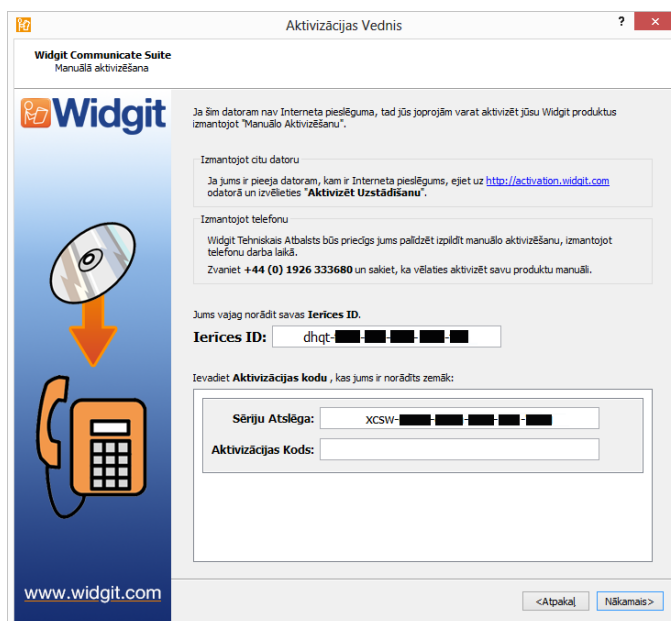 Aktivizācijas Vednis
?
Widgit Communicate Suite
Manuālā aktivizēšana
Widgit
Ja šim datoram nav Interneta pieslēguma, tad jūs joprojām varat aktivizēt jūsu Widgit produktus
izmantojot "Manuālo Aktivizēšanu".
Izmantojot citu datoru
Ja jums ir pieeja datoram, kam ir Interneta pieslēgums, ejiet uz http://activation.widgit.com
odatorā un izvēlieties "Aktivizēt Uzstādīšanu".
Izmantojot telefonu
Widgit Tehniskais Atbalsts būs priecīgs jums palīdzēt izpildīt manuālo aktivizēšanu, izmantojot
telefonu darba laikā.
Zvaniet +44 (0) 1926 333680 un sakiet, ka vēlaties aktivizēt savu produktu manuāli.
Jums vajag norādīt savas Ierīces ID.
Ierīces ID: dhqt-
Ievadiet Aktivizācijas kodu , kas jums ir norādīts zemāk:
Sēriju Atslēga: xcsw-
Aktivizācijas Kods:
www.widgit.com
<Atpakaļ Nākamais>